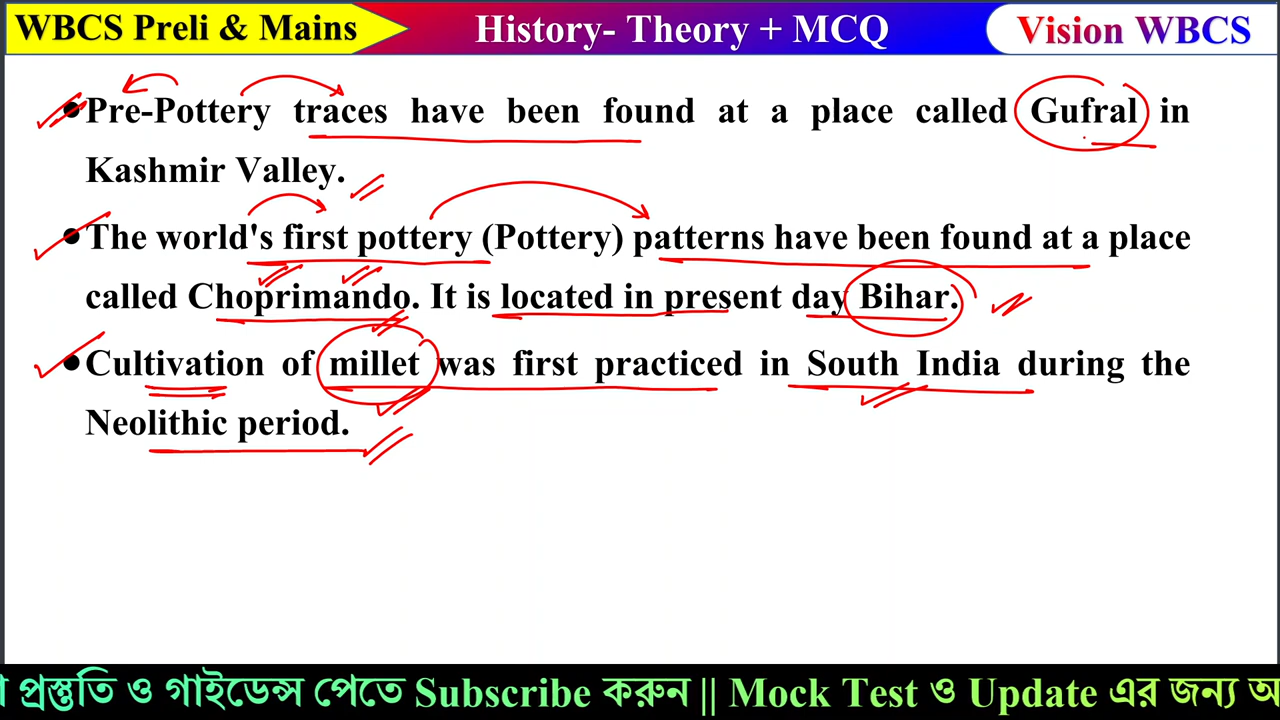 WBCS Preli & Mains
History- Theory + MCQ
Vision WBCS
•Pre-Pottery traces have been found at a place called Gufral in
Kashmir Valley.
•The world's first pottery (Pottery) patterns have been found at a place
called Choprimando. It is located in present day Bihar.
•Cultivation of millet was first practiced in South India during the
Neolithic period.
প্রস্তুতি ও গাইডেন্স পেতে Subscribe করুন || Mock Test ও Update এর জন্য